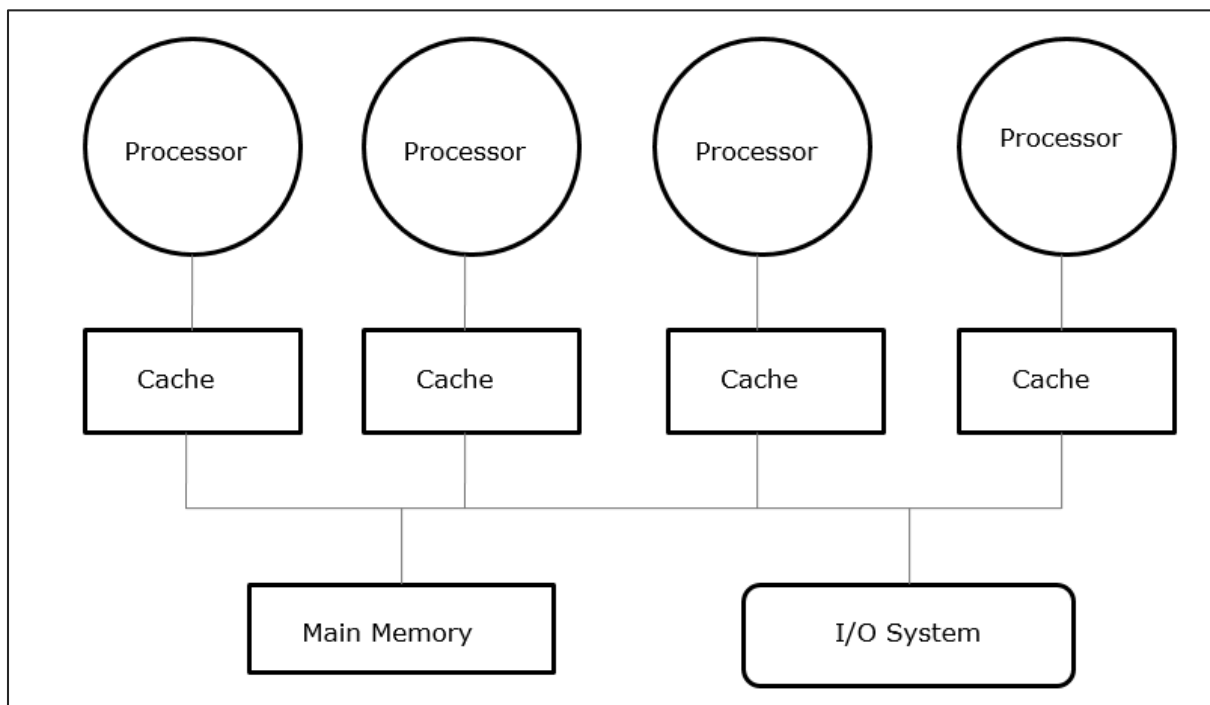 Processor
Processor
Processor
Processor
Cache
Cache
Cache
Cache
Main Memory
I/O System